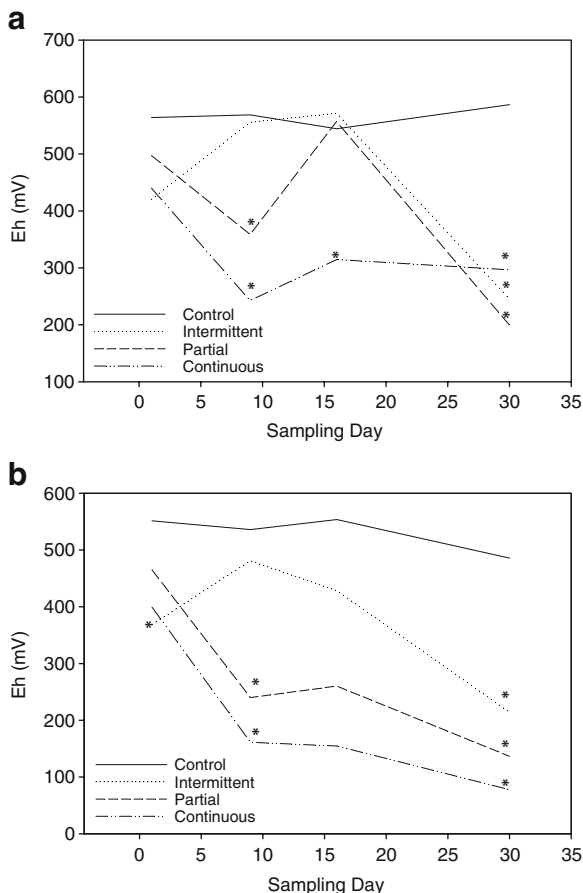 a
700
600
500
400
300
200
100
Eh (mV)
*
*
*
*
*
*
Control
Intermittent
Partial
Continuous
0 5 10 15 20 25 30 35
Sampling Day
b
600
500
400
300
200
100
0
Eh (mV)
*
*
*
*
*
*
Control
Intermittent
Partial
Continuous
0 5 10 15 20 25 30 35
Sampling Day